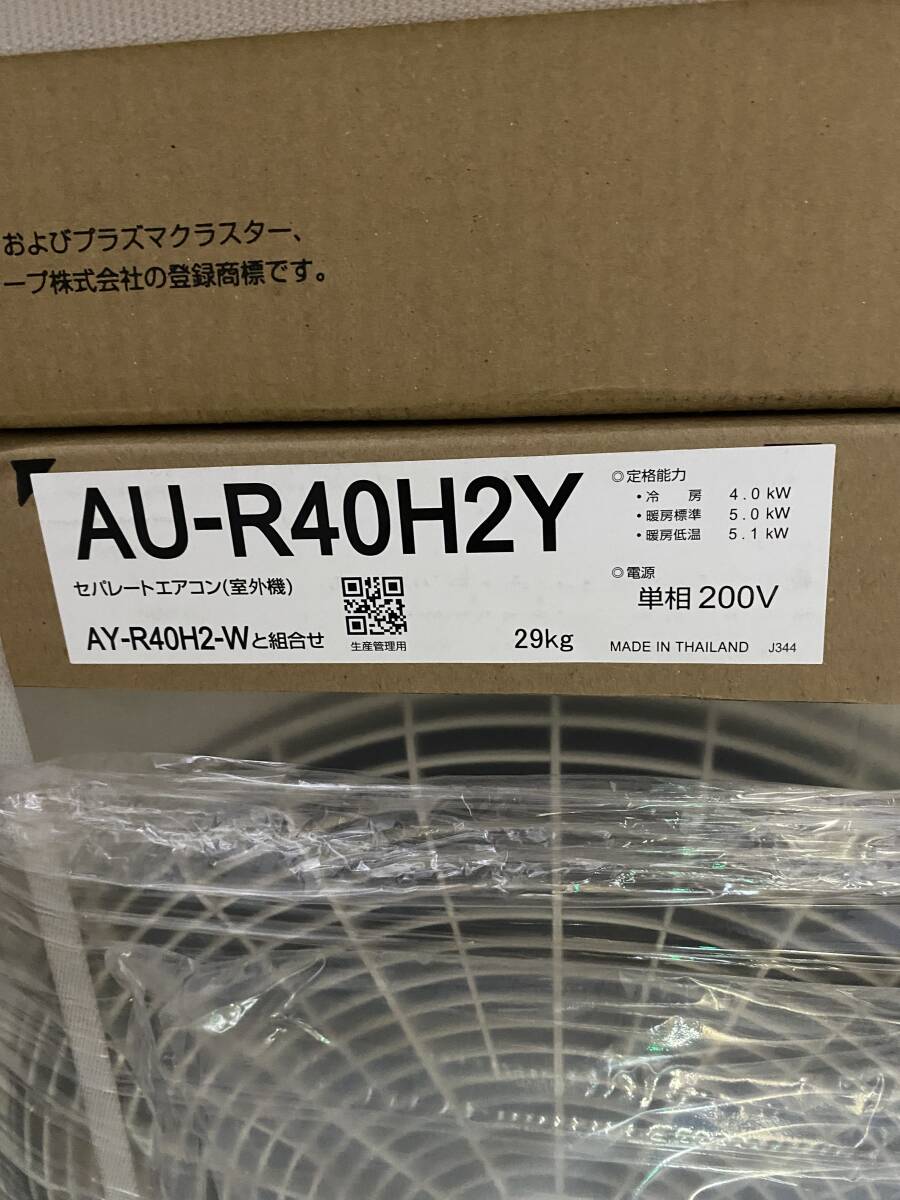 およびプラズマクラスター、
ープ株式会社の登録商標です。
AU-R40H2Y
セパレートエアコン(室外機)
AY-R40H2-Wと組合せ
生産管理用
29kg
◎定格能力
・冷 房 4.0 kW
・暖房標準 5.0 kW
・暖房低温 5.1 kW
◎電源
単相 200V
MADE IN THAILAND J344